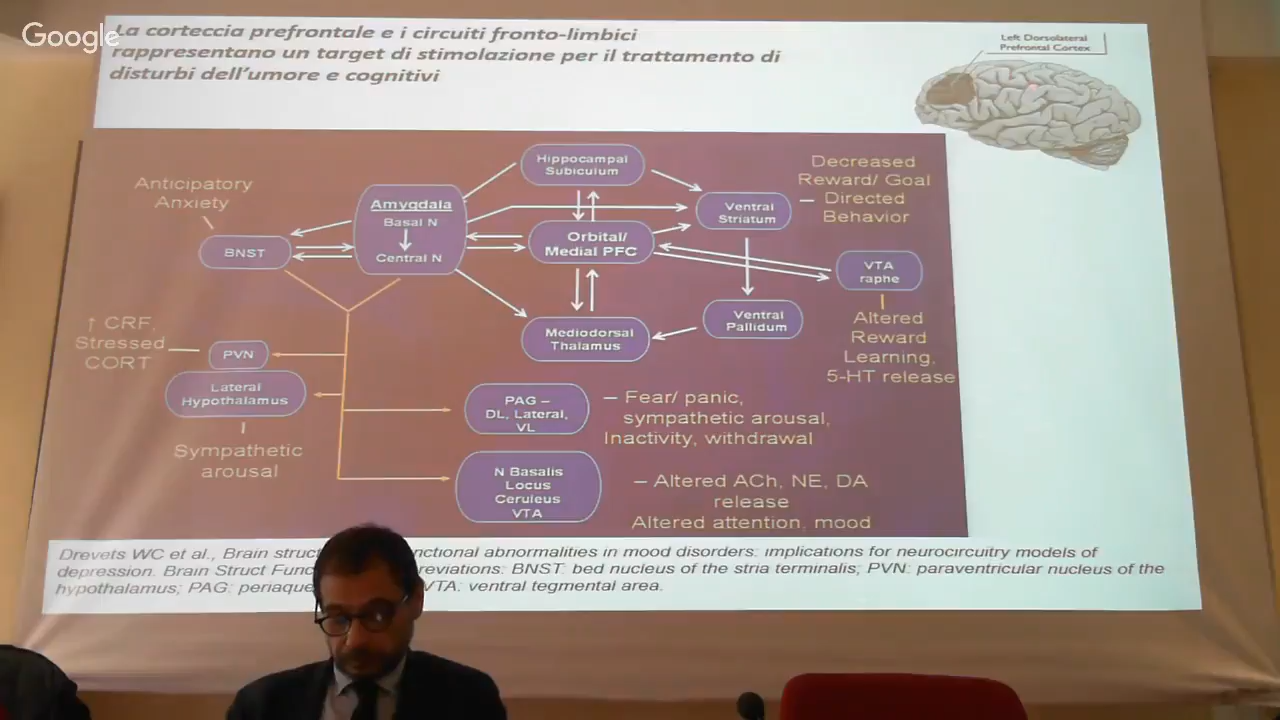 Google
La corteccia prefrontale e i circuiti fronto-limbici
rappresentano un target di stimolazione per il trattamento di
disturbi dell'umore e cognitivi
Left Dorsolateral
Prefrontal Cortex
Anticipatory
Anxiety
BNST
Amygdala
Basal N
Central N
Hippocampal
Subiculum
Orbital/
Medial PFC
Mediodorsal
Thalamus
Ventral
Striatum
Decreased
Reward/ Goal
– Directed
Behavior
VTA
raphe
Ventral
Pallidum
Altered
Reward
Learning,
5-HT release
↑ CRF,
Stressed
CORT
PVN
Lateral
Hypothalamus
Sympathetic
arousal
PAG –
DL, Lateral,
VL
– Fear/ panic,
sympathetic arousal,
Inactivity, withdrawal
N Basalis
Locus
Ceruleus
VTA
– Altered ACh, NE, DA
release
Altered attention, mood
Drevets WC et al., Brain struc nctional abnormalities in mood disorders: implications for neurocircuitry models of
depression. Brain Struct Func reviations: BNST: bed nucleus of the stria terminalis; PVN: paraventricular nucleus of the
hypothalamus; PAG: periaque VTA: ventral tegmental area.